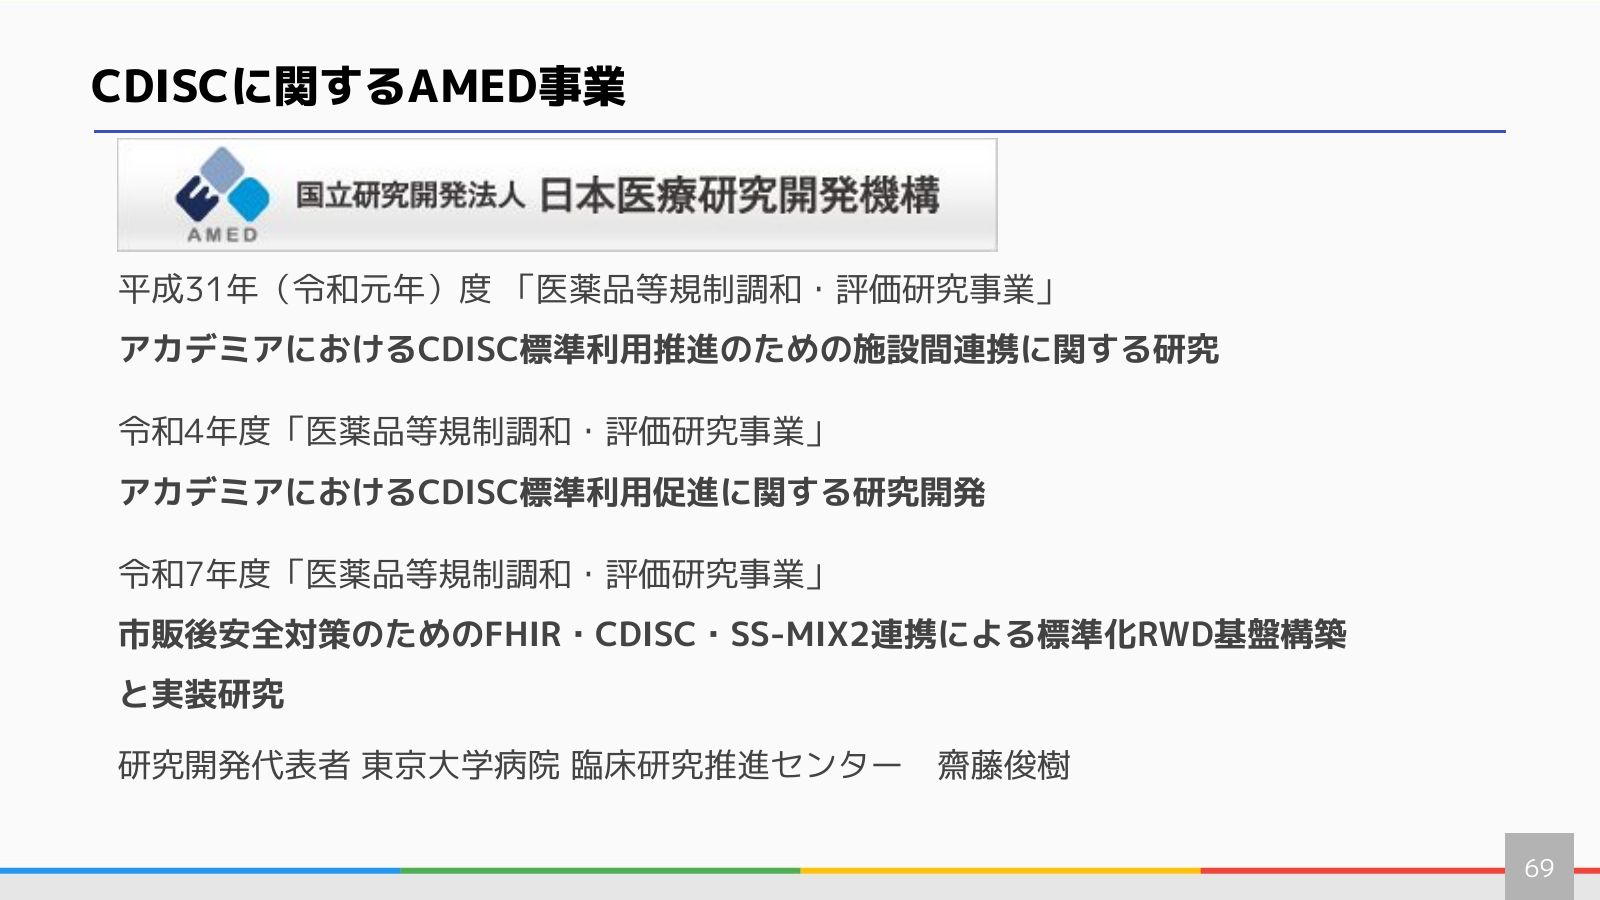 CDISCに関するAMED事業
AMED
国立研究開発法人 日本医療研究開発機構
平成31年（令和元年）度 「医薬品等規制調和・評価研究事業」
アカデミアにおけるCDISC標準利用推進のための施設間連携に関する研究
令和4年度「医薬品等規制調和・評価研究事業」
アカデミアにおけるCDISC標準利用促進に関する研究開発
令和7年度「医薬品等規制調和・評価研究事業」
市販後安全対策のためのFHIR・CDISC・SS-MIX2連携による標準化RWD基盤構築
と実装研究
研究開発代表者 東京大学病院 臨床研究推進センター　齋藤俊樹
69